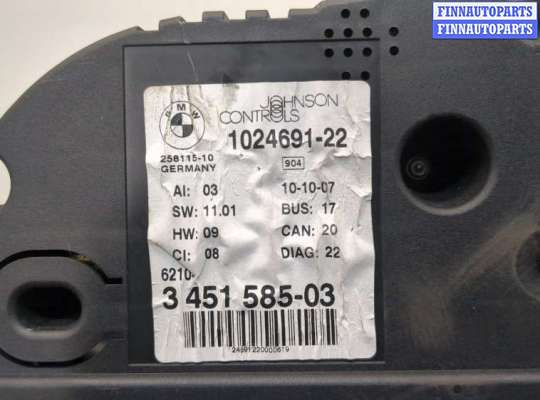 FINNAUTOPARTS
FINNAUTOPARTS
BMW
JOHNSON
CONTROLS
1024691-22
258115-10
GERMANY
904
AI: 03 10-10-07
SW: 11.01 BUS: 17
HW: 09 CAN: 20
CI: 08 DIAG: 22
6210-
3 451 585-03